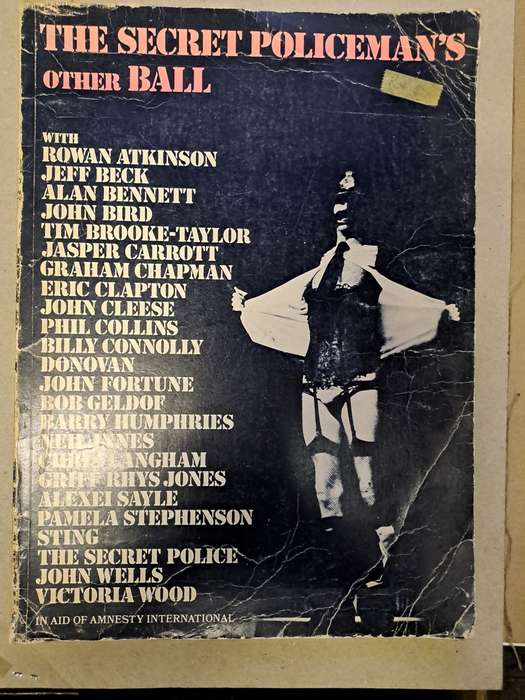 THE SECRET POLICEMAN'S
OTHER BALL
WITH
ROWAN ATKINSON
JEFF BECK
ALAN BENNETT
JOHN BIRD
TIM BROOKE-TAYLOR
JASPER CARROTT
GRAHAM CHAPMAN
ERIC CLAPTON
JOHN CLEESE
PHIL COLLINS
BILLY CONNOLLY
DONOVAN
JOHN FORTUNE
BOB GELDOF
BARRY HUMPHRIES
NEIL INNES
CHRIS LANGHAM
GRIFF RHYS JONES
ALEXEI SAYLE
PAMELA STEPHENSON
STING
THE SECRET POLICE
JOHN WELLS
VICTORIA WOOD
IN AID OF AMNESTY INTERNATIONAL